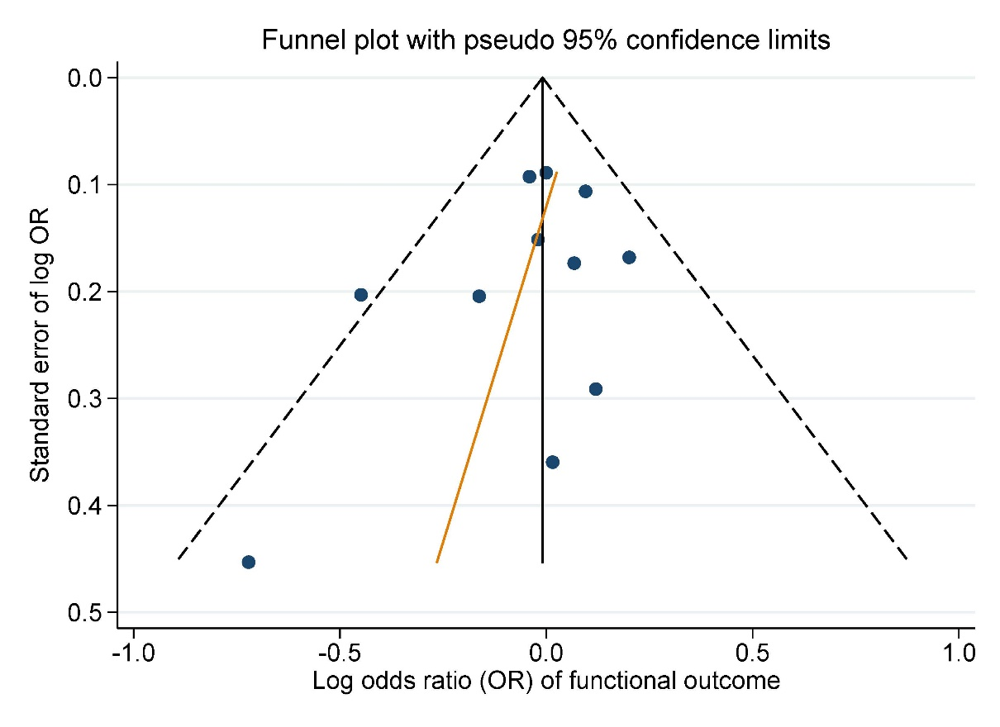 Funnel plot with pseudo 95% confidence limits
Standard error of log OR
0.0
0.1
0.2
0.3
0.4
0.5
-1.0 -0.5 0.0 0.5 1.0
Log odds ratio (OR) of functional outcome